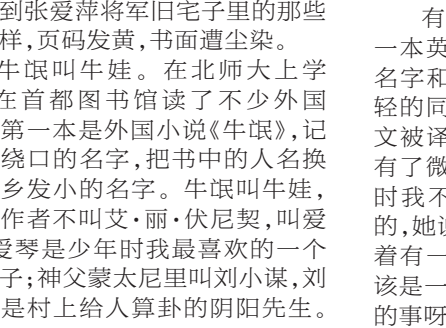 到张爱萍将军旧宅子里的那些
样,页码发黄,书面遭尘染。
牛氓叫牛娃。在北师大上学
在首都图书馆读了不少外国
第一本是外国小说《牛氓》,记
绕口的名字,把书中的人名换
乡发小的名字。牛氓叫牛娃,
作者不叫艾·丽·伏尼契,叫爱
爱琴是少年时我最喜欢的一个
子;神父蒙太尼里叫刘小谋,刘
是村上给人算卦的阴阳先生。
有
一本英
名字和
轻的同
文被译
有了微
时我不
的,她说
着有一
该是一
的事呀